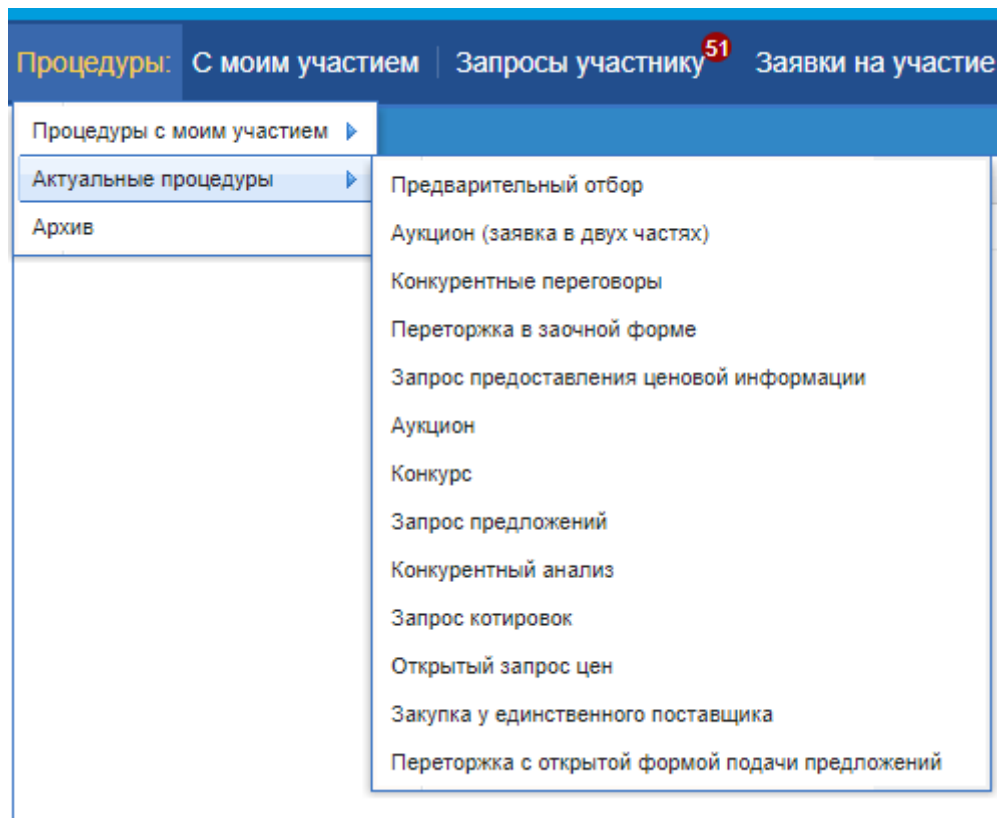 Процедуры: С моим участием Запросы участнику 51 Заявки на участие
Процедуры с моим участием
Актуальные процедуры
Архив
Предварительный отбор
Аукцион (заявка в двух частях)
Конкурентные переговоры
Переторжка в заочной форме
Запрос предоставления ценовой информации
Аукцион
Конкурс
Запрос предложений
Конкурентный анализ
Запрос котировок
Открытый запрос цен
Закупка у единственного поставщика
Переторжка с открытой формой подачи предложений